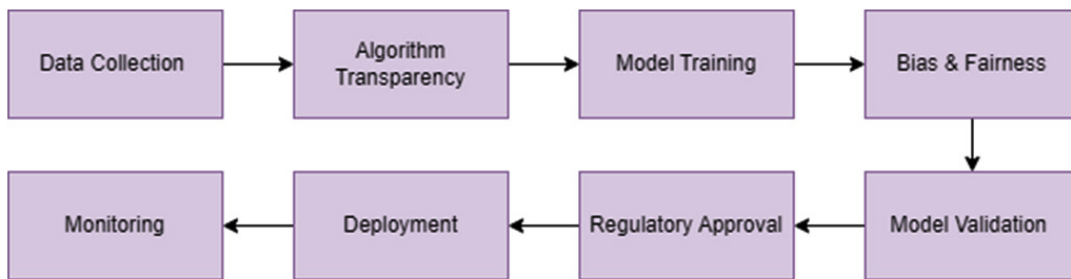 Data Collection
Algorithm
Transparency
Model Training
Bias & Fairness
Monitoring
Deployment
Regulatory Approval
Model Validation